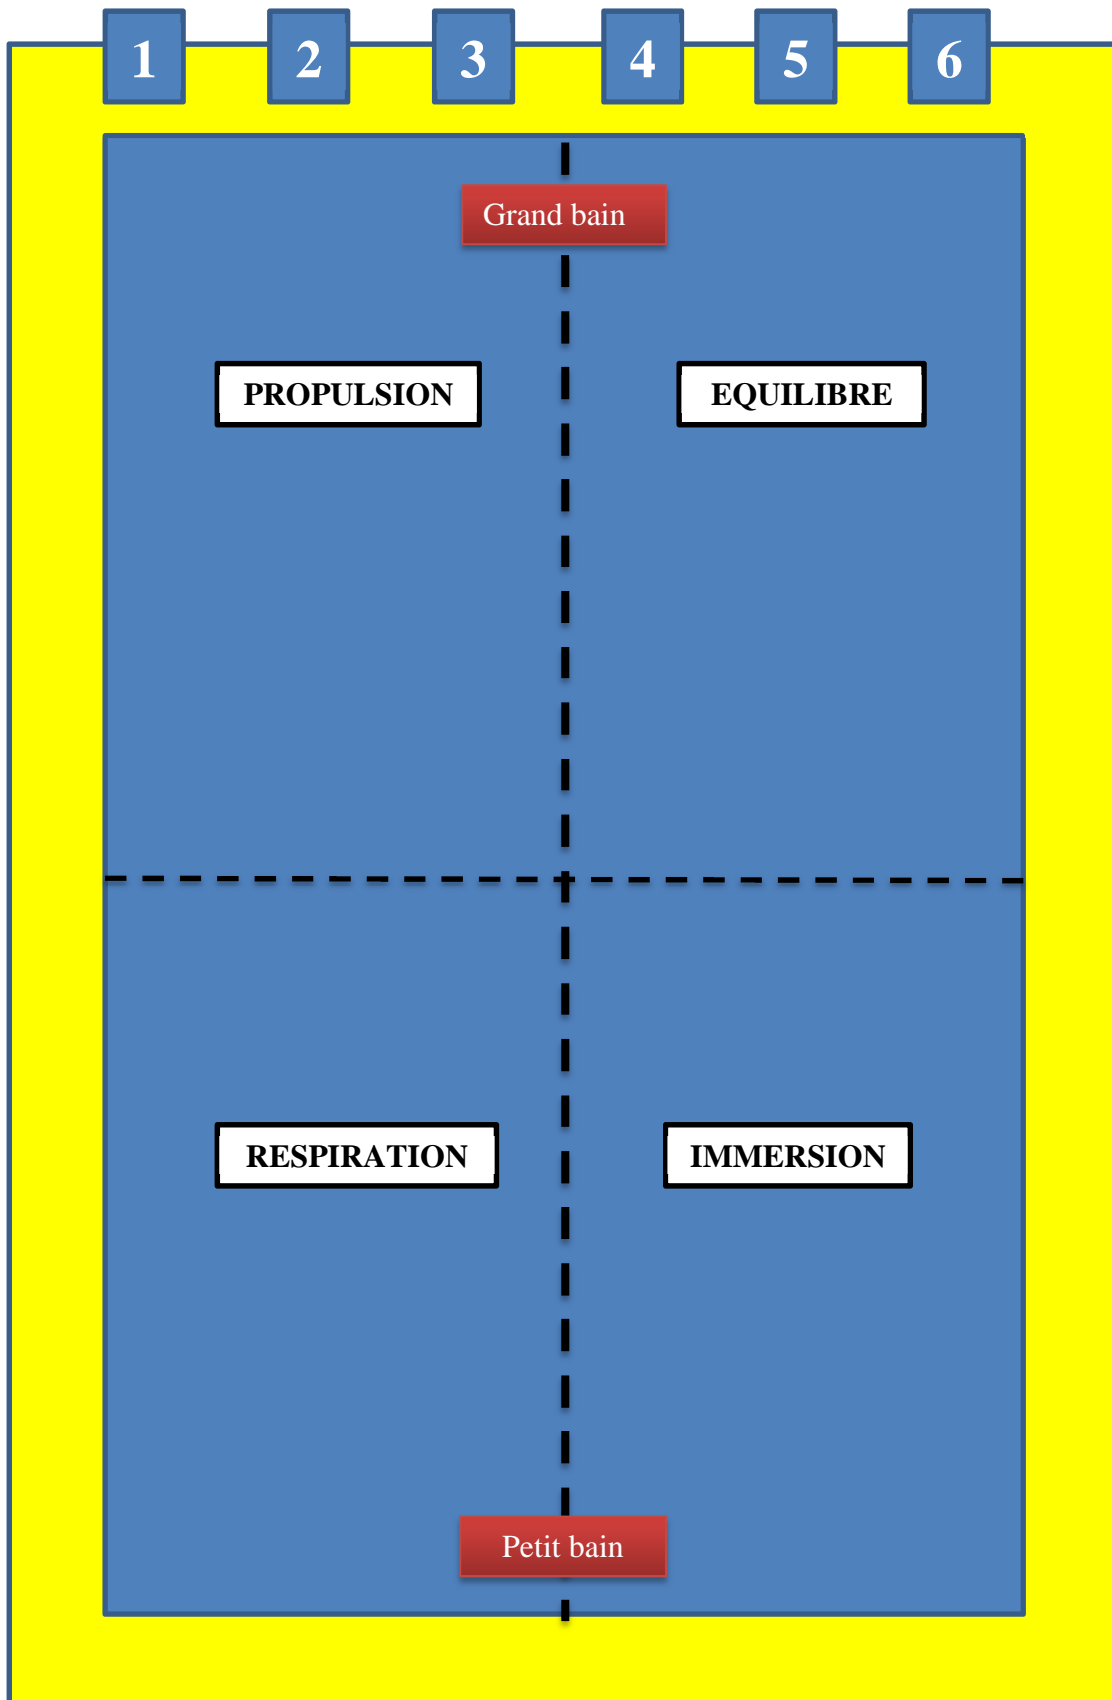 1 2 3 4 5 6
Grand bain
PROPULSION EQUILIBRE
RESPIRATION IMMERSION
Petit bain